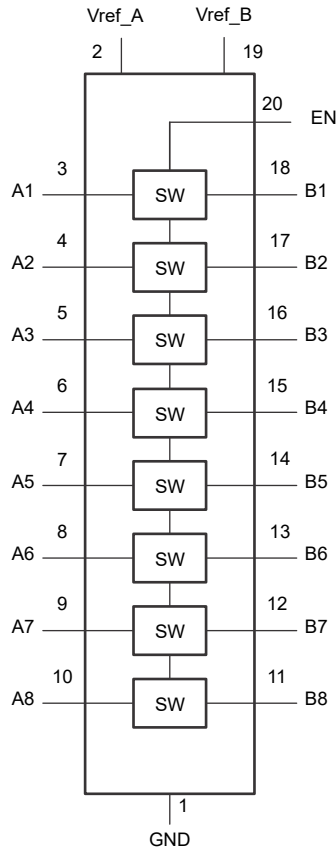 Vref_A Vref_B
2 19
20 EN
3 18
A1 SW B1
4 17
A2 SW B2
5 16
A3 SW B3
6 15
A4 SW B4
7 14
A5 SW B5
8 13
A6 SW B6
9 12
A7 SW B7
10 11
A8 SW B8
1
GND